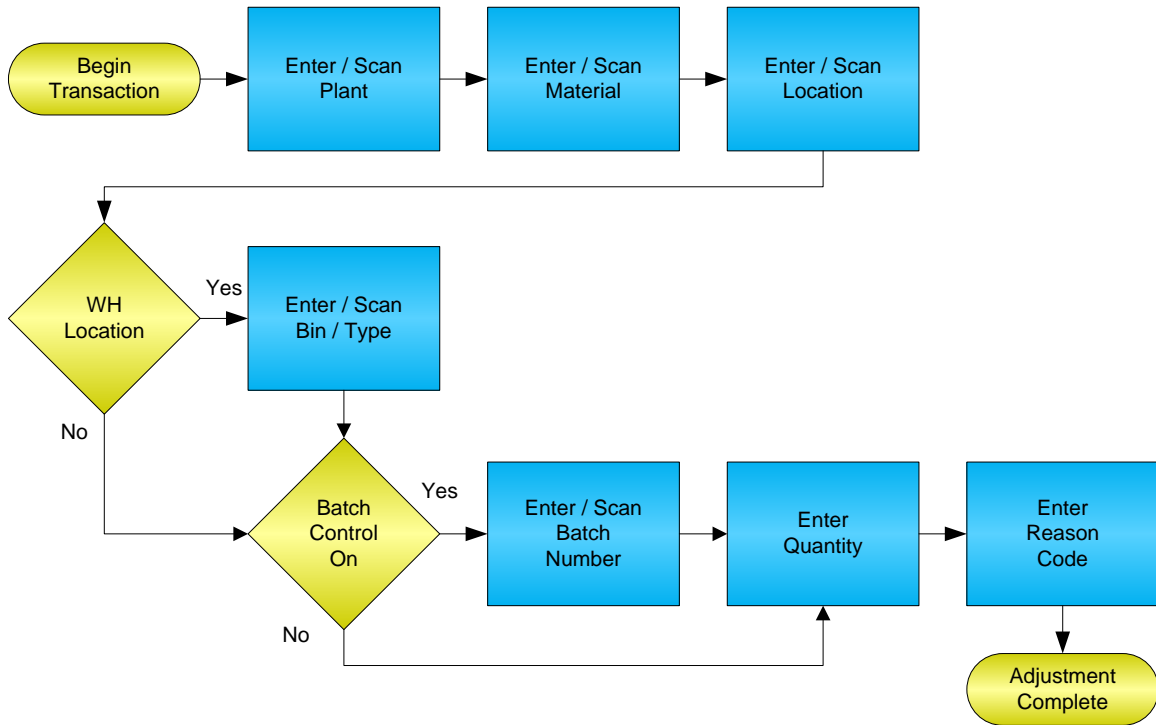 Begin
Transaction
Enter / Scan
Plant
Enter / Scan
Material
Enter / Scan
Location
WH
Location
Yes
Enter / Scan
Bin / Type
No
Batch
Control
On
Yes
Enter / Scan
Batch
Number
Enter
Quantity
Enter
Reason
Code
No
Adjustment
Complete